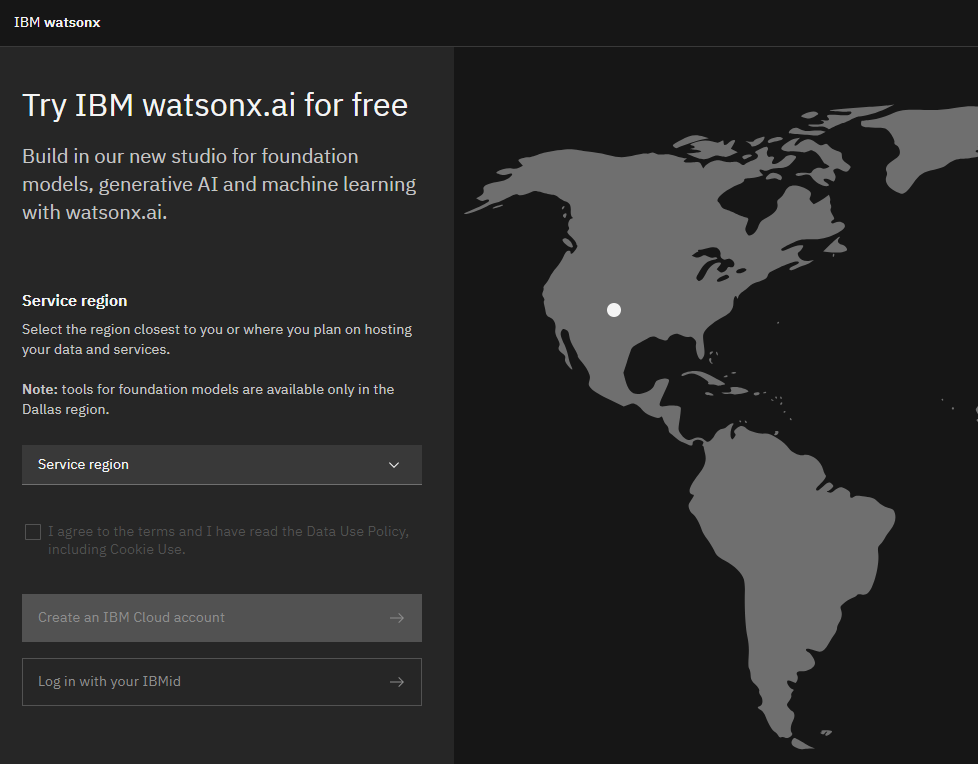 IBM watsonx
Try IBM watsonx.ai for free
Build in our new studio for foundation
models, generative AI and machine learning
with watsonx.ai.
Service region
Select the region closest to you or where you plan on hosting
your data and services.
Note: tools for foundation models are available only in the
Dallas region.
Service region
I agree to the terms and I have read the Data Use Policy,
including Cookie Use.
Create an IBM Cloud account
Log in with your IBMid